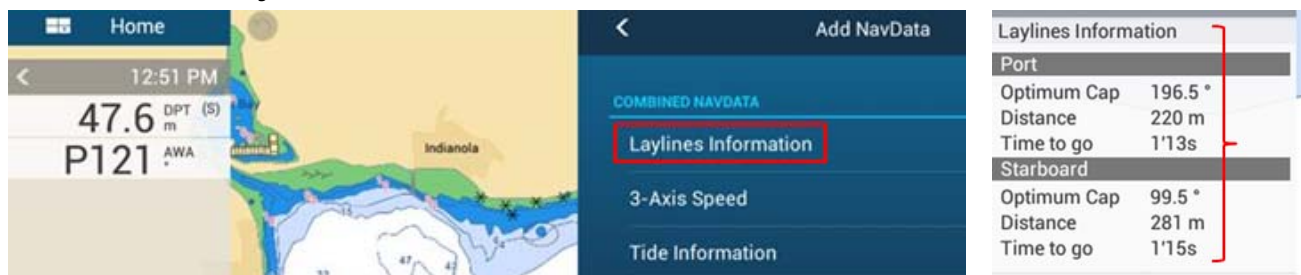 Home
12:51 PM
47.6 DPT (S) m
P121 AWA °
Indianola
15
47
Add NavData
COMBINED NAVDATA
Laylines Information
3-Axis Speed
Tide Information
Laylines Information
Port
Optimum Cap 196.5 °
Distance 220 m
Time to go 1'13s
Starboard
Optimum Cap 99.5 °
Distance 281 m
Time to go 1'15s